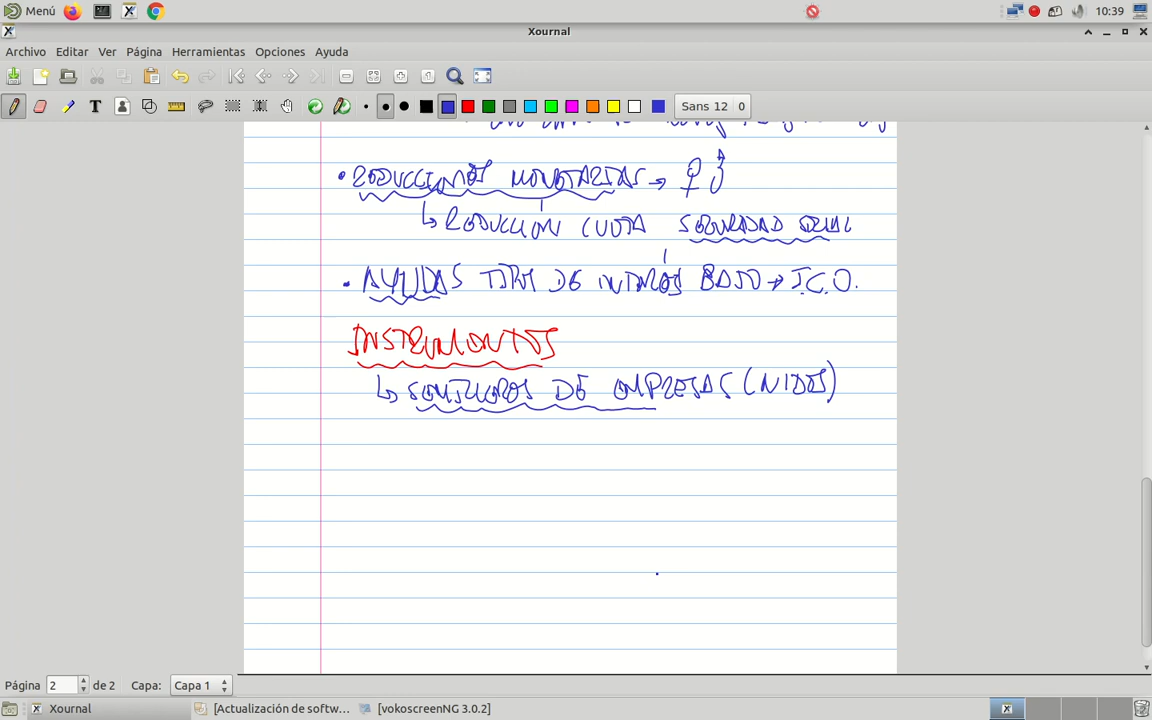 Menú 10:39
Xournal
Archivo Editar Ver Página Herramientas Opciones Ayuda
Sans 12 0
• REDUCCIONES MONETARIAS → ♀ ♂
↳ REDUCCIÓN CUOTA SEGURIDAD SOCIAL
• AYUDAS TIPO DE INTERÉS BAJO → I.C.O.
INSTRUMENTOS
↳ SEMILLEROS DE EMPRESAS (NIDOS)
Página 2 de 2 Capa: Capa 1
Xournal [Actualización de softw... [vokoscreenNG 3.0.2]